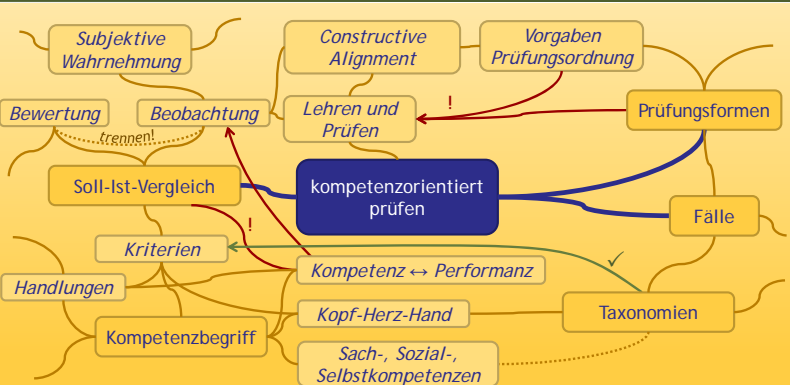 Subjektive
Wahrnehmung
Constructive
Alignment
Vorgaben
Prüfungsordnung
Bewertung
Beobachtung
trennen!
Lehren und
Prüfen
!
Prüfungsformen
Soll-Ist-Vergleich
kompetenzorientiert
prüfen
Fälle
!
Kriterien
✓
Handlungen
Kompetenz ↔ Performanz
Kopf-Herz-Hand
Taxonomien
Kompetenzbegriff
Sach-, Sozial-,
Selbstkompetenzen